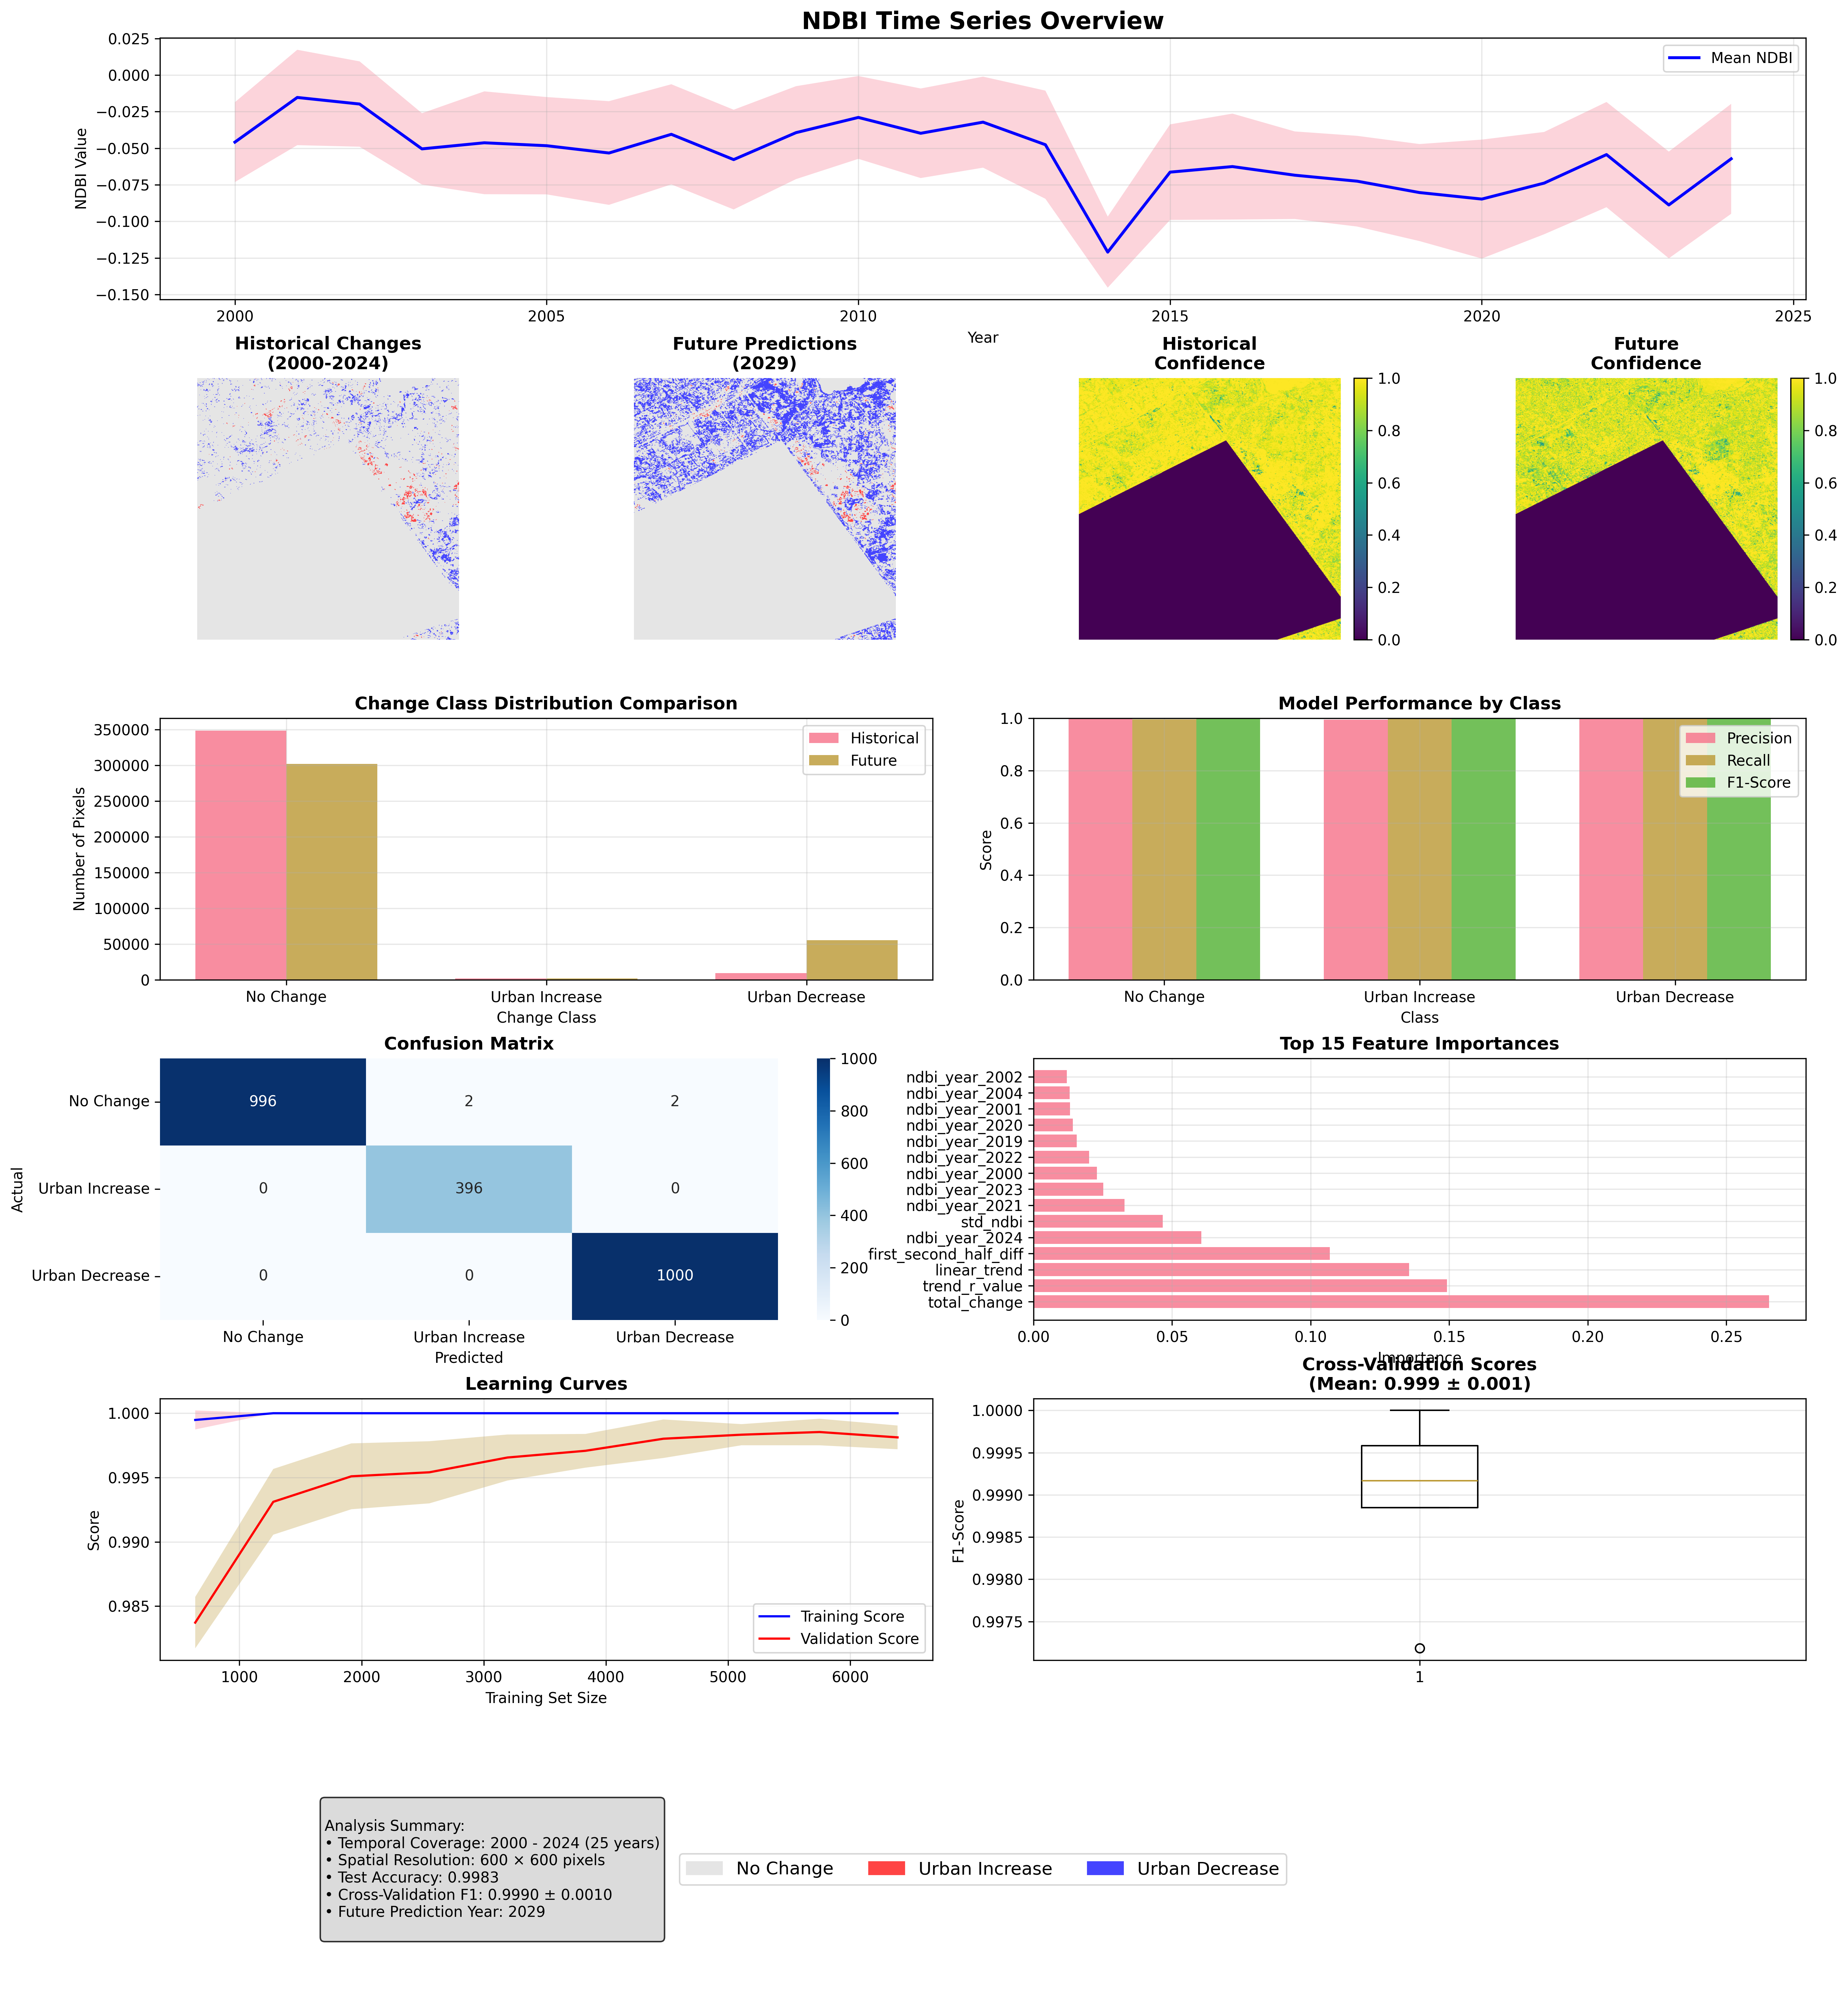 NDBI Time Series Overview
0.025
0.000
−0.025
−0.050
−0.075
−0.100
−0.125
−0.150
NDBI Value
Mean NDBI
2000
2005
2010
2015
2020
2025
Year
Historical Changes
(2000-2024)
Future Predictions
(2029)
Historical
Confidence
1.0
0.8
0.6
0.4
0.2
0.0
Future
Confidence
1.0
0.8
0.6
0.4
0.2
0.0
Change Class Distribution Comparison
350000
300000
250000
200000
150000
100000
50000
0
Number of Pixels
Historical
Future
No Change
Urban Increase
Urban Decrease
Change Class
Model Performance by Class
1.0
0.8
0.6
0.4
0.2
0.0
Score
Precision
Recall
F1-Score
No Change
Urban Increase
Urban Decrease
Class
Confusion Matrix
Actual
No Change
996
2
2
Urban Increase
0
396
0
Urban Decrease
0
0
1000
No Change
Urban Increase
Urban Decrease
Predicted
1000
800
600
400
200
0
Top 15 Feature Importances
ndbi_year_2002
ndbi_year_2004
ndbi_year_2001
ndbi_year_2020
ndbi_year_2019
ndbi_year_2022
ndbi_year_2000
ndbi_year_2023
ndbi_year_2021
std_ndbi
ndbi_year_2024
first_second_half_diff
linear_trend
trend_r_value
total_change
0.00
0.05
0.10
0.15
0.20
0.25
Importance
Learning Curves
1.000
0.995
0.990
0.985
Score
Training Score
Validation Score
1000
2000
3000
4000
5000
6000
Training Set Size
Cross-Validation Scores
(Mean: 0.999 ± 0.001)
1.0000
0.9995
0.9990
0.9985
0.9980
0.9975
F1-Score
1
Analysis Summary:
• Temporal Coverage: 2000 - 2024 (25 years)
• Spatial Resolution: 600 × 600 pixels
• Test Accuracy: 0.9983
• Cross-Validation F1: 0.9990 ± 0.0010
• Future Prediction Year: 2029
No Change
Urban Increase
Urban Decrease